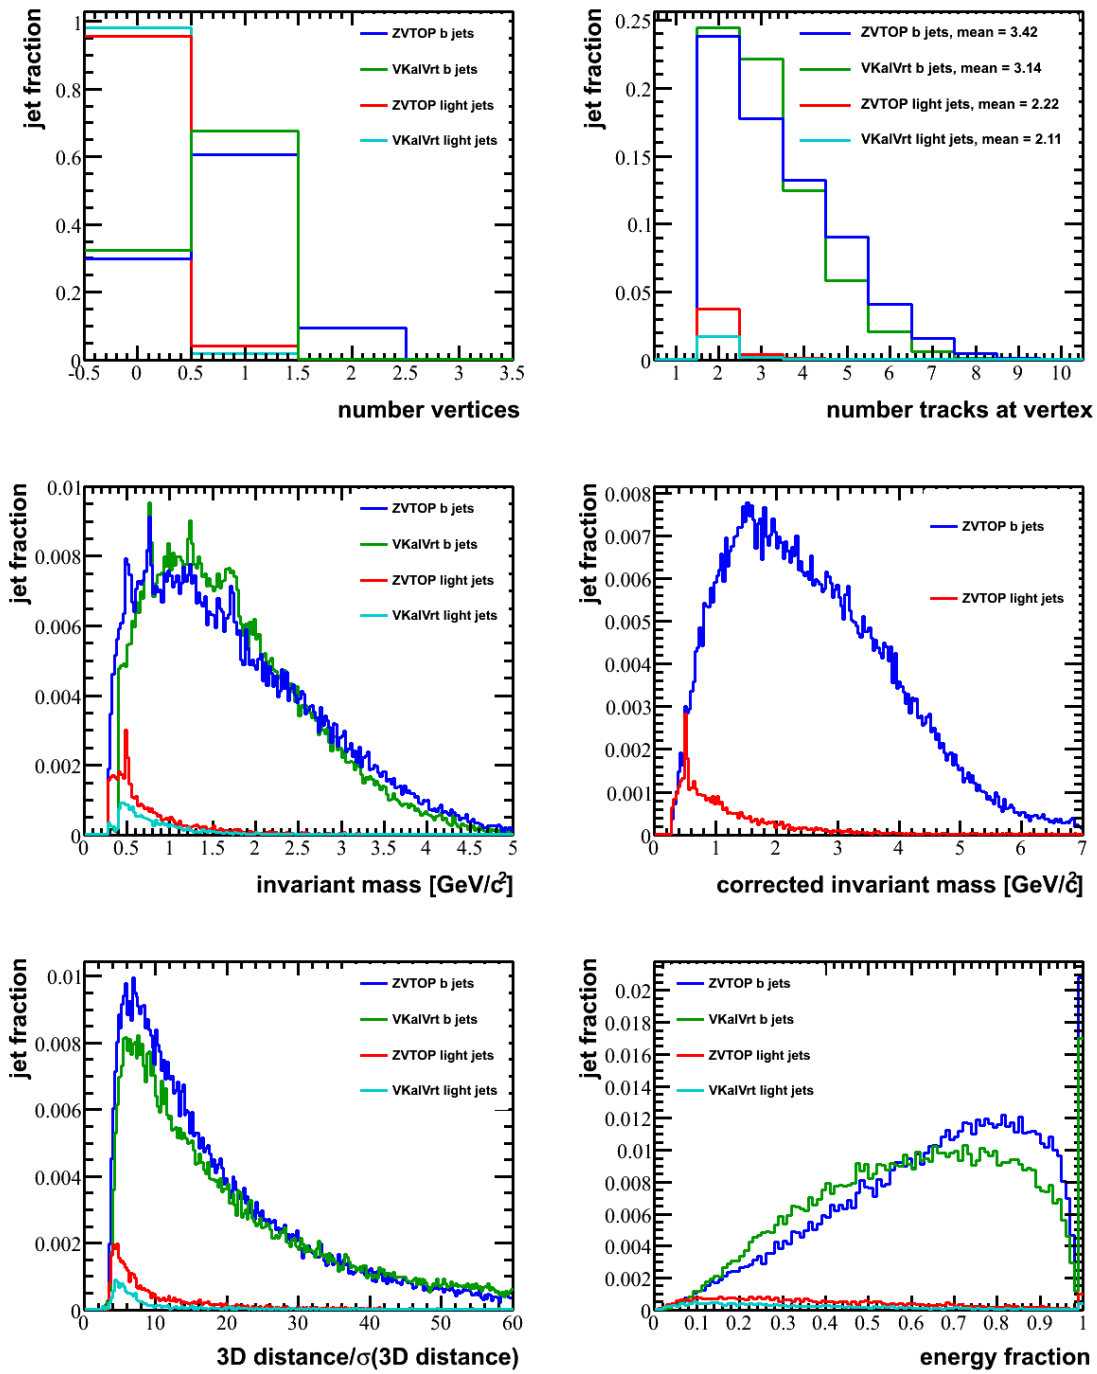 jet fraction
1
0.8
0.6
0.4
0.2
0
-0.5 0 0.5 1 1.5 2 2.5 3 3.5
number vertices
ZVTOP b jets
VKalVrt b jets
ZVTOP light jets
VKalVrt light jets
jet fraction
0.25
0.2
0.15
0.1
0.05
0
1 2 3 4 5 6 7 8 9 10
number tracks at vertex
ZVTOP b jets, mean = 3.42
VKalVrt b jets, mean = 3.14
ZVTOP light jets, mean = 2.22
VKalVrt light jets, mean = 2.11
jet fraction
0.01
0.008
0.006
0.004
0.002
0
0 0.5 1 1.5 2 2.5 3 3.5 4 4.5 5
invariant mass [GeV/c²]
ZVTOP b jets
VKalVrt b jets
ZVTOP light jets
VKalVrt light jets
jet fraction
0.008
0.007
0.006
0.005
0.004
0.003
0.002
0.001
0
0 1 2 3 4 5 6 7
corrected invariant mass [GeV/c²]
ZVTOP b jets
ZVTOP light jets
jet fraction
0.01
0.008
0.006
0.004
0.002
0
0 10 20 30 40 50 60
3D distance/σ(3D distance)
ZVTOP b jets
VKalVrt b jets
ZVTOP light jets
VKalVrt light jets
jet fraction
0.02
0.018
0.016
0.014
0.012
0.01
0.008
0.006
0.004
0.002
0
0 0.1 0.2 0.3 0.4 0.5 0.6 0.7 0.8 0.9 1
energy fraction
ZVTOP b jets
VKalVrt b jets
ZVTOP light jets
VKalVrt light jets